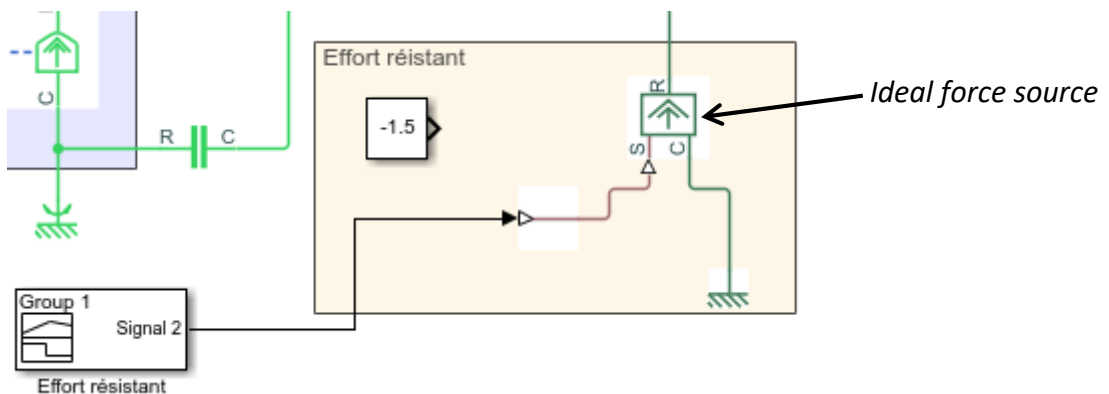 Effort réistant
R
Ideal force source
-1.5
C
R
C
S
C
Group 1
Signal 2
Effort résistant